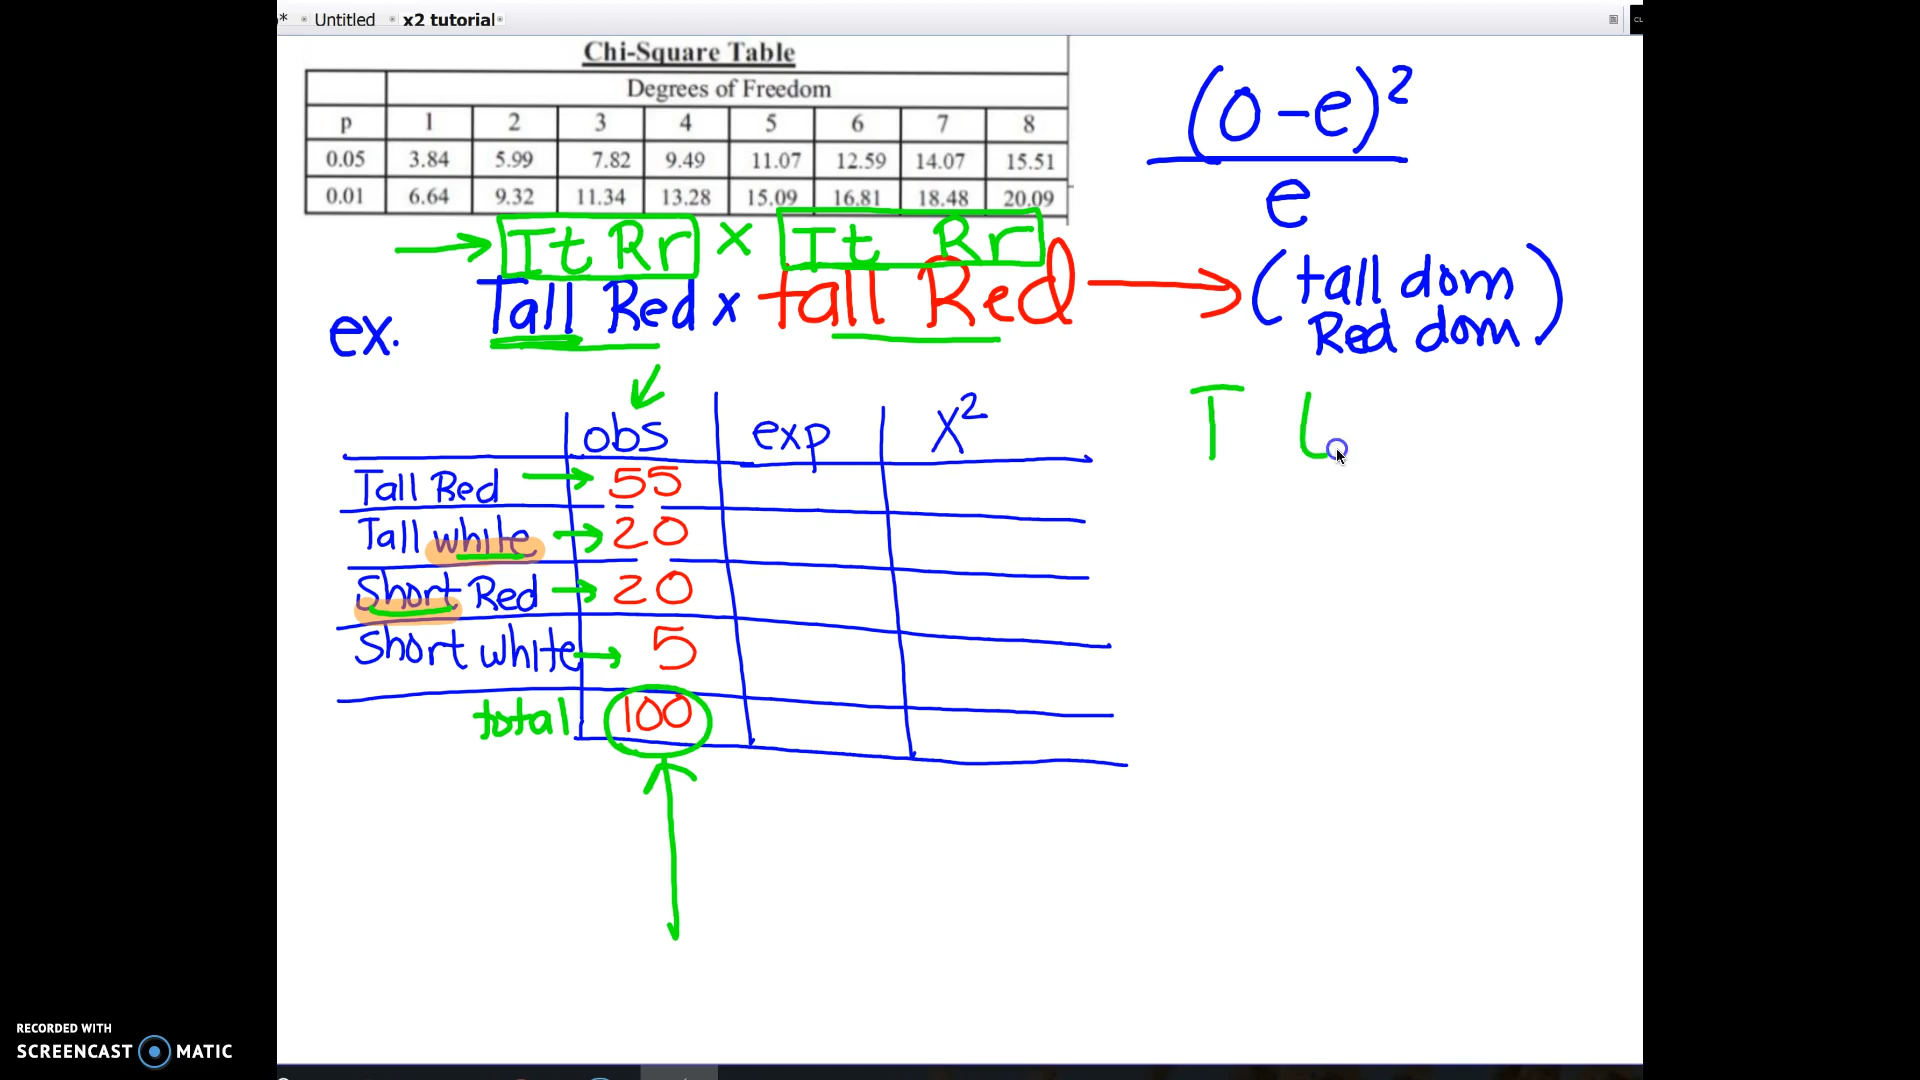 Untitled x2 tutorial
Chi-Square Table
Degrees of Freedom
p 1 2 3 4 5 6 7 8
0.05 3.84 5.99 7.82 9.49 11.07 12.59 14.07 15.51
0.01 6.64 9.32 11.34 13.28 15.09 16.81 18.48 20.09
(o-e)²
e
Tt Rr x Tt Rr
ex. Tall Red x tall Red (tall dom
Red dom)
T
obs exp X²
Tall Red 55
Tall white 20
Short Red 20
Short white 5
total 100
RECORDED WITH
SCREENCAST MATIC